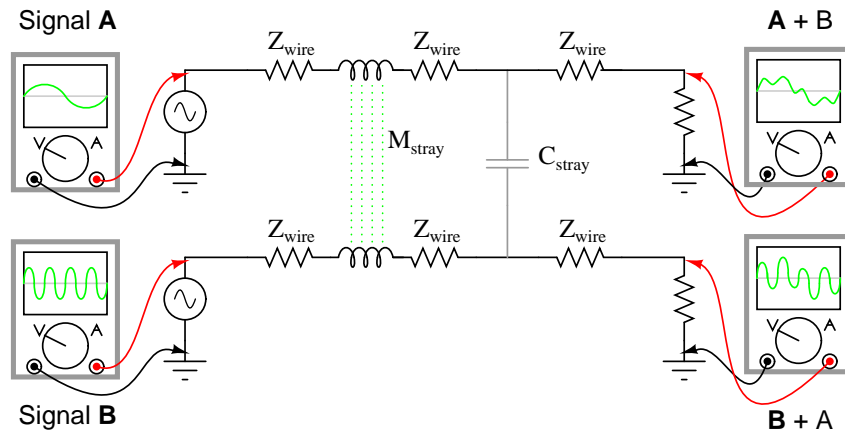 Signal A
A + B
Zwire Zwire Zwire
V A
V A
Mstray
Cstray
Zwire Zwire Zwire
V A
V A
Signal B
B + A